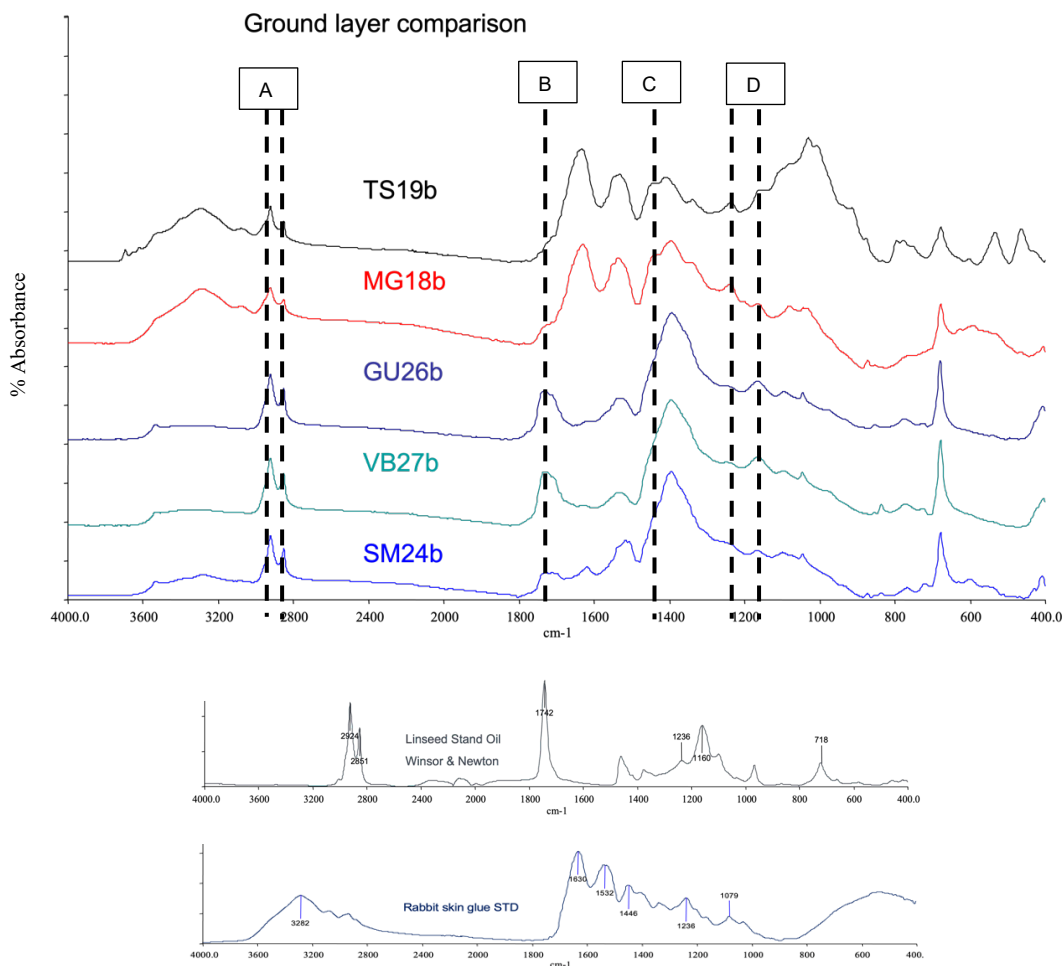 Ground layer comparison
A
B
C
D
TS19b
MG18b
GU26b
VB27b
SM24b
% Absorbance
4000.0 3600 3200 2800 2400 2000 1800 1600 1400 1200 1000 800 600 400.0
cm-1
2924
2851
1742
1236
1160
718
Linseed Stand Oil
Winsor & Newton
4000.0 3600 3200 2800 2400 2000 1800 1600 1400 1200 1000 800 600 400.0
cm-1
3282
1630
1532
1446
1236
1079
Rabbit skin glue STD
4000.0 3600 3200 2800 2400 2000 1800 1600 1400 1200 1000 800 600 400.0
cm-1